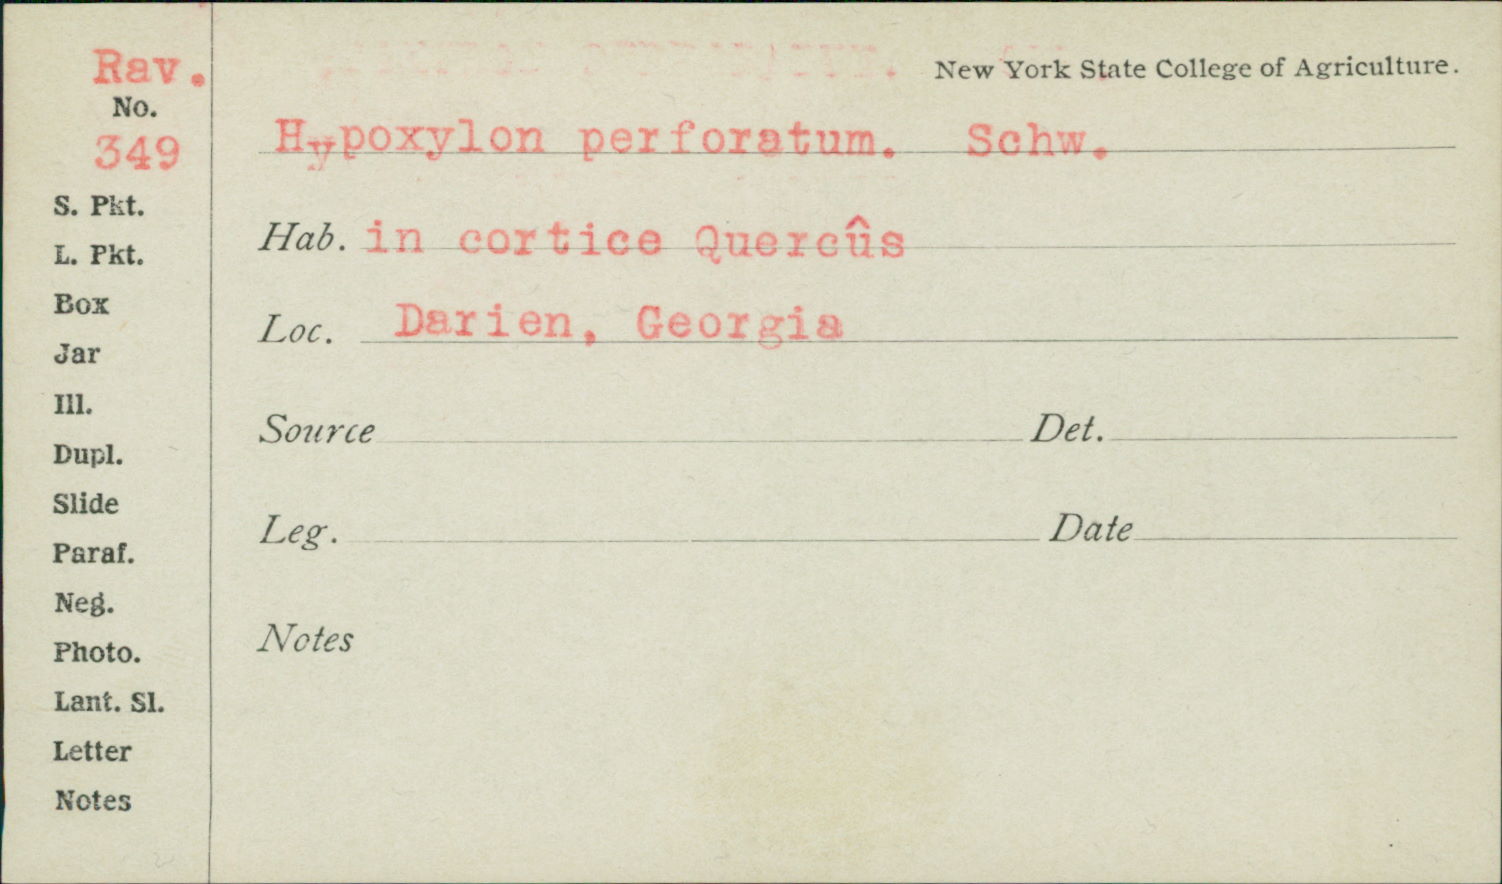 Rav.
No.
349
S. Pkt.
L. Pkt.
Box
Jar
Ill.
Dupl.
Slide
Paraf.
Neg.
Photo.
Lant. Sl.
Letter
Notes
New York State College of Agriculture.
Hypoxylon perforatum. Schw.
Hab. in cortice Quercûs
Loc. Darien, Georgia
Source Det.
Leg. Date
Notes